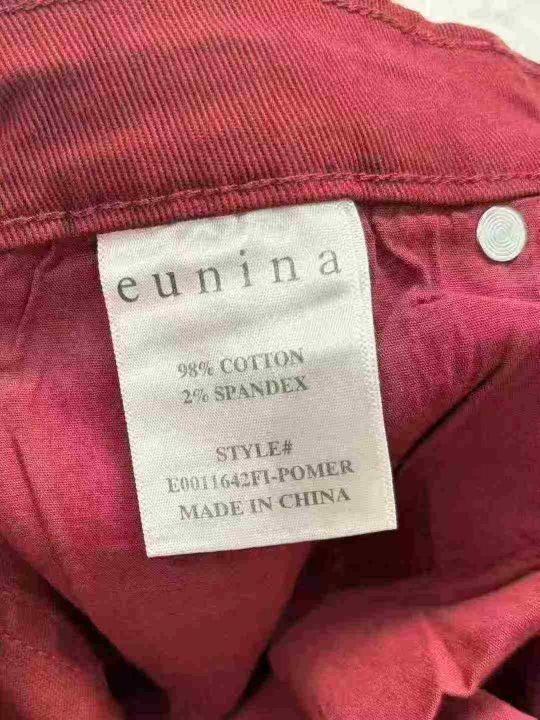 eunina
98% COTTON
2% SPANDEX
STYLE#
E0011642FI-POMER
MADE IN CHINA